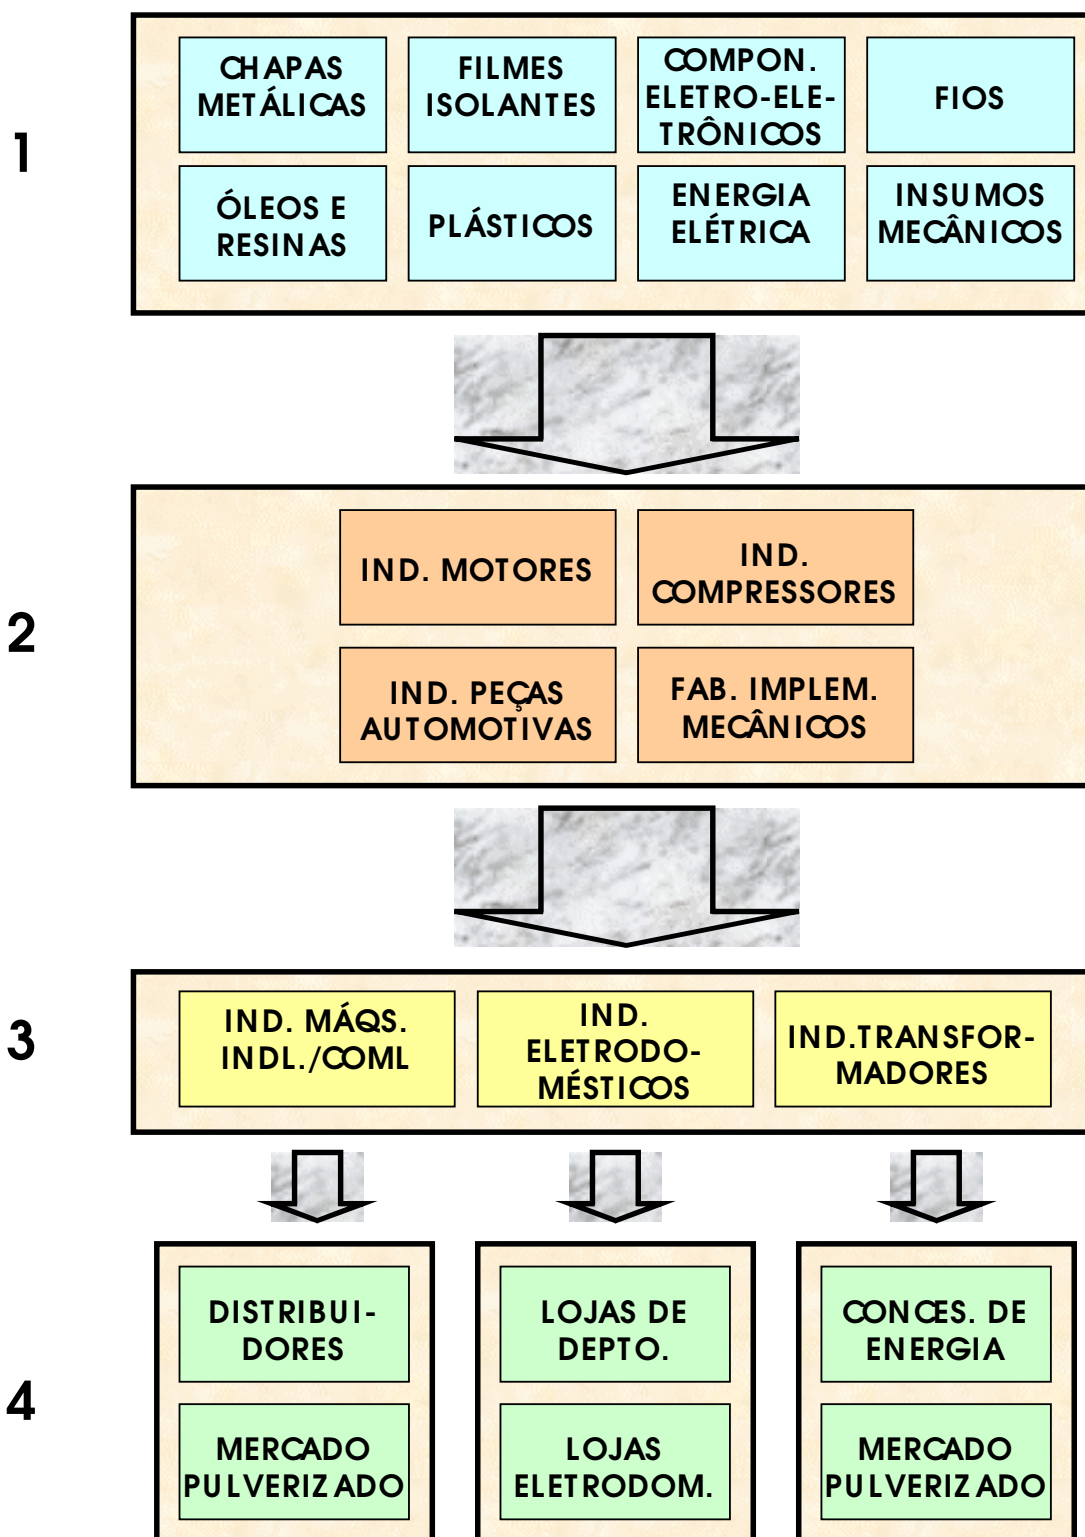 1
CHAPAS
METÁLICAS
FILMES
ISOLANTES
COMPON.
ELETRO-ELE-
TRÔNICOS
FIOS
ÓLEOS E
RESINAS
PLÁSTICOS
ENERGIA
ELÉTRICA
INSUMOS
MECÂNICOS
2
IND. MOTORES
IND.
COMPRESSORES
IND. PEÇAS
AUTOMOTIVAS
FAB. IMPLEM.
MECÂNICOS
3
IND. MÁQS.
INDL./COML
IND.
ELETRODO-
MÉSTICOS
IND.TRANSFOR-
MADORES
4
DISTRIBUI-
DORES
MERCADO
PULVERIZADO
LOJAS DE
DEPTO.
LOJAS
ELETRODOM.
CONCES. DE
ENERGIA
MERCADO
PULVERIZADO